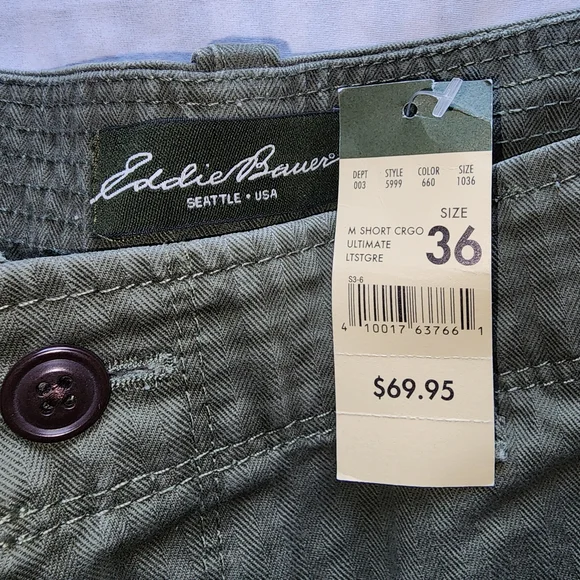 Eddie Bauer
SEATTLE • USA
DEPT STYLE COLOR SIZE
003 5999 660 1036
SIZE
M SHORT CRGO 36
ULTIMATE
LTSTGRE
S3-6
4 10017 63766 1
$69.95